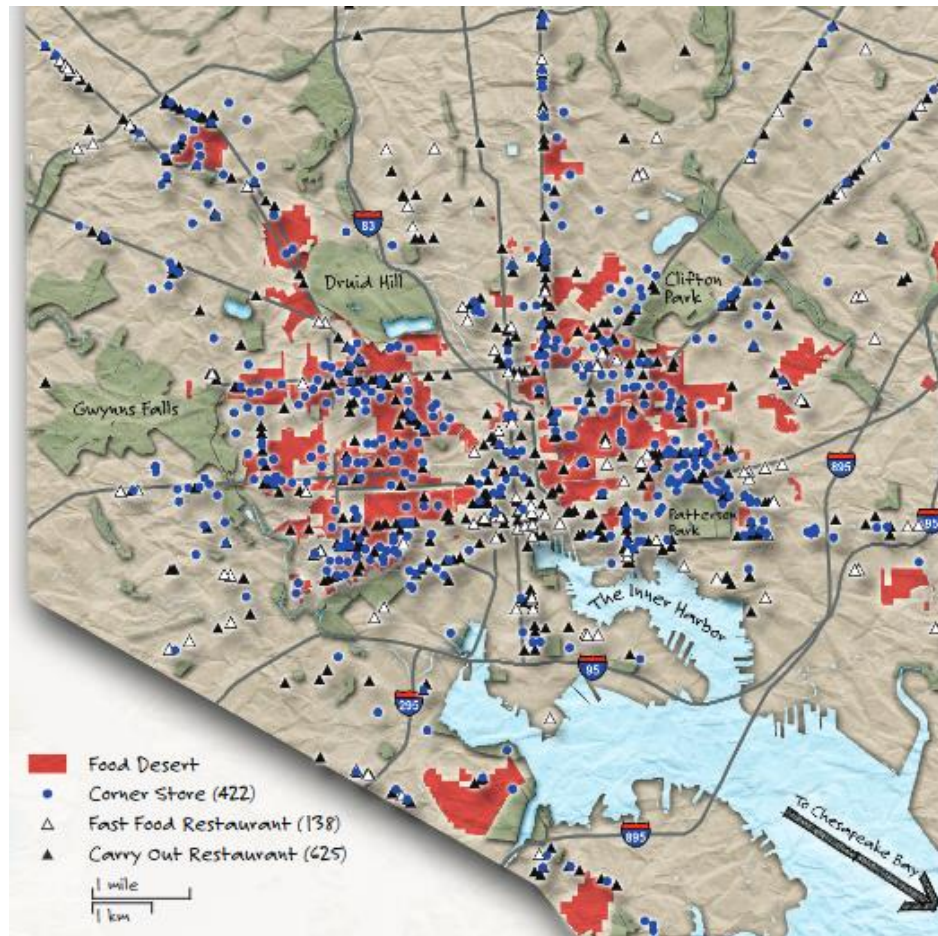 83
Druid Hill
Clifton
Park
Gwynns Falls
895
95
Patterson
Park
The Inner Harbor
95
295
Food Desert
Corner Store (422)
Fast Food Restaurant (138)
Carry Out Restaurant (625)
1 mile
1 km
895
To Chesapeake Bay